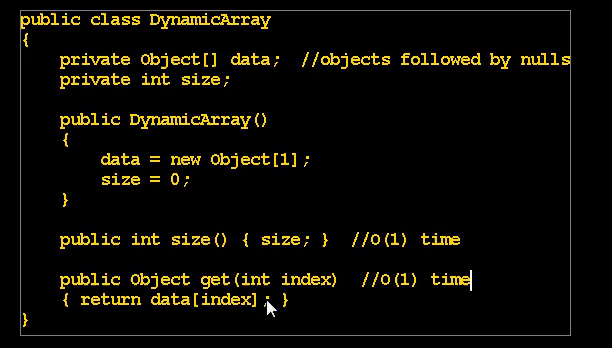 public class DynamicArray
{
    private Object[] data;  //objects followed by nulls
    private int size;

    public DynamicArray()
    {
        data = new Object[1];
        size = 0;
    }

    public int size() { size; }  //O(1) time

    public Object get(int index)  //O(1) time
    { return data[index]; }
}